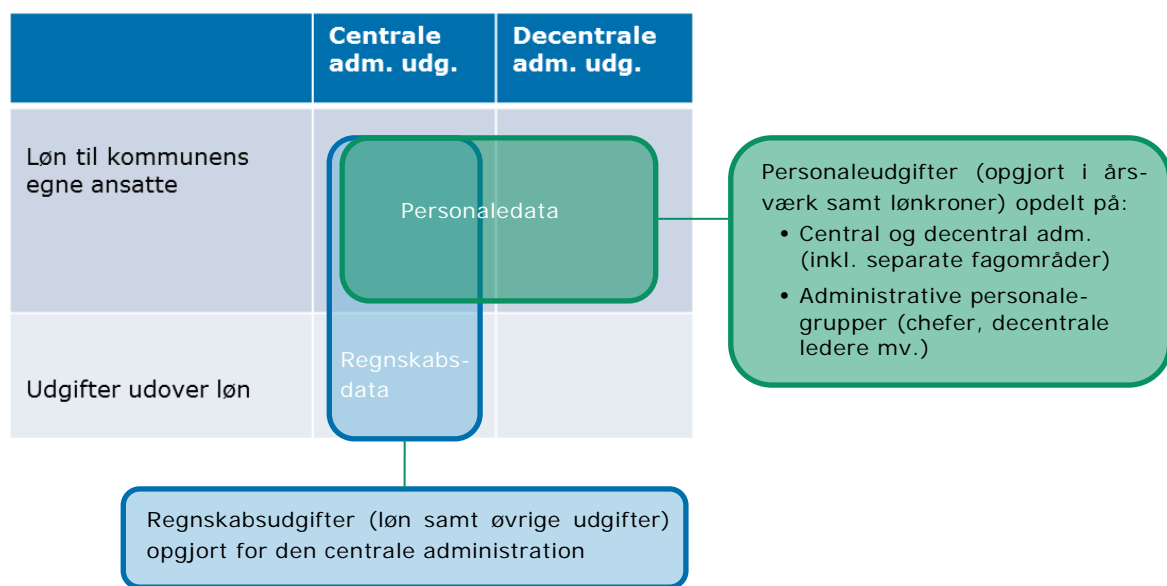 Centrale
adm. udg.
Decentrale
adm. udg.
Løn til kommunens
egne ansatte
Personaledata
Udgifter udover løn
Regnskabs-
data
Personaleudgifter (opgjort i års-
værk samt lønkroner) opdelt på:
• Central og decentral adm.
(inkl. separate fagområder)
• Administrative personale-
grupper (chefer, decentrale
ledere mv.)
Regnskabsudgifter (løn samt øvrige udgifter)
opgjort for den centrale administration